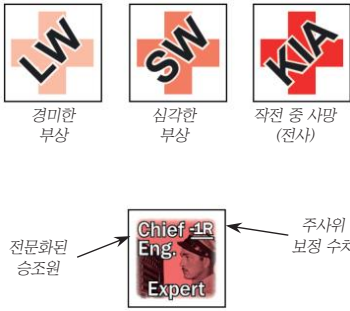 LW
SW
KIA
경미한
부상
심각한
부상
작전 중 사망
(전사)
전문화된
승조원
Chief -1R
Eng.
Expert
주사위
보정 수치